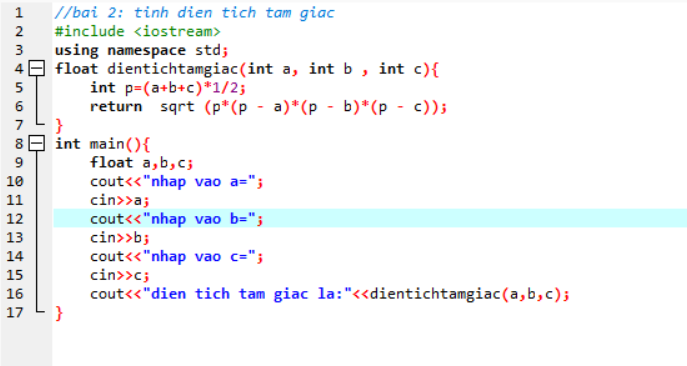 1 //bai 2: tinh dien tich tam giac
2 #include <iostream>
3 using namespace std;
4 float dientichtamgiac(int a, int b , int c){
5     int p=(a+b+c)*1/2;
6     return  sqrt (p*(p - a)*(p - b)*(p - c));
7 }
8 int main(){
9     float a,b,c;
10     cout<<"nhap vao a=";
11     cin>>a;
12     cout<<"nhap vao b=";
13     cin>>b;
14     cout<<"nhap vao c=";
15     cin>>c;
16     cout<<"dien tich tam giac la:"<<dientichtamgiac(a,b,c);
17 }